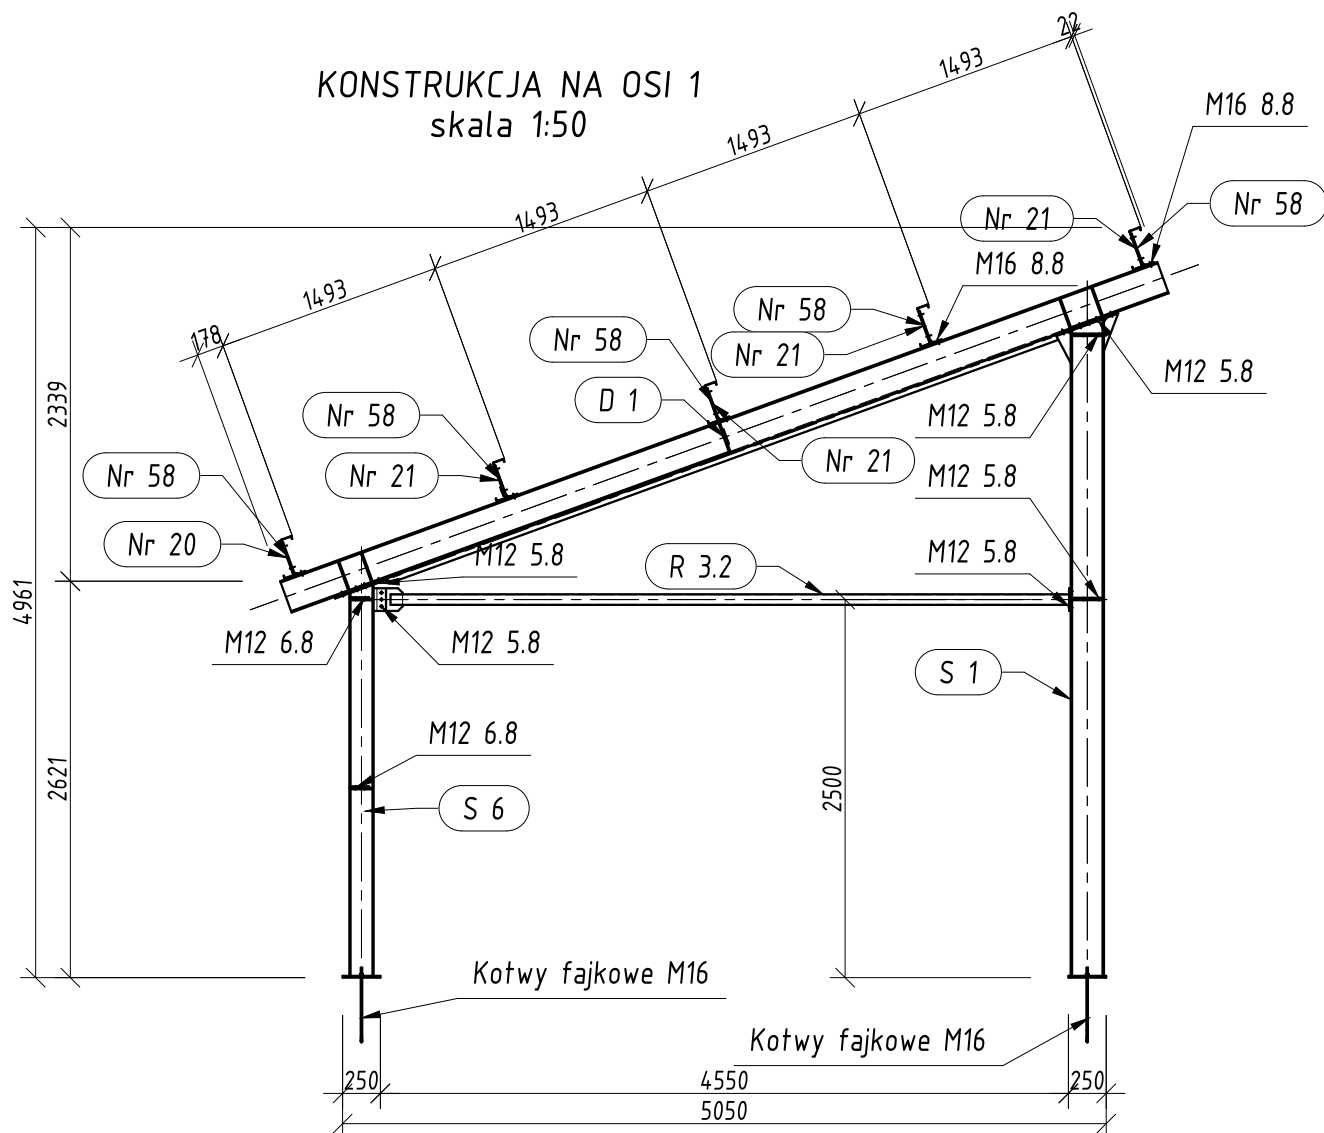 22
1493
KONSTRUKCJA NA OSI 1
skala 1:50
M16 8.8
1493
Nr 21
Nr 58
1493
M16 8.8
1493
Nr 58
Nr 58
Nr 21
178
M12 5.8
2339
D 1
Nr 58
M12 5.8
Nr 58
Nr 21
Nr 21
M12 5.8
Nr 20
M12 5.8
M12 5.8
R 3.2
4961
M12 6.8
M12 5.8
S 1
M12 6.8
2621
2500
S 6
Kotwy fajkowe M16
Kotwy fajkowe M16
250
4550
250
5050